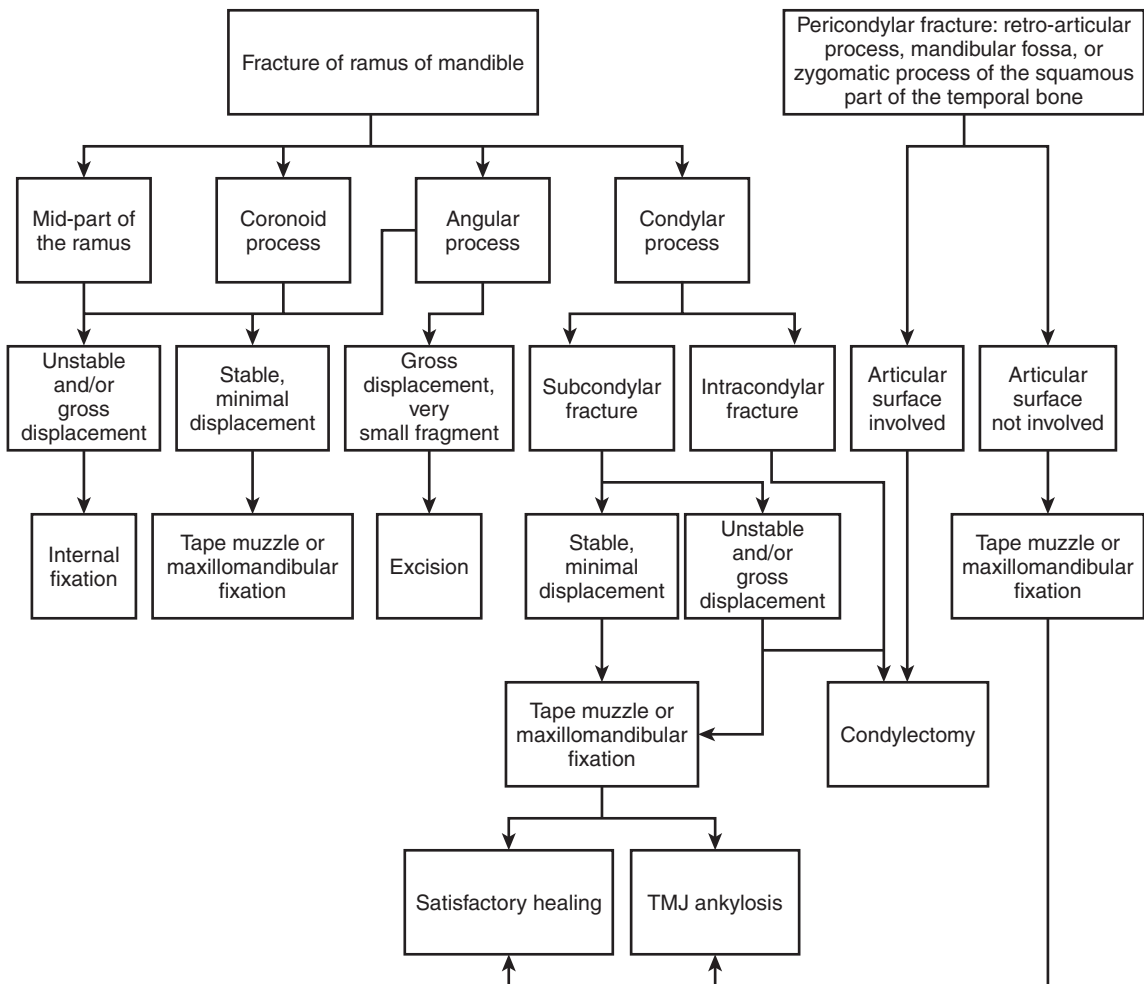 Fracture of ramus of mandible
Pericondylar fracture: retro-articular
process, mandibular fossa, or
zygomatic process of the squamous
part of the temporal bone
Mid-part of
the ramus
Coronoid
process
Angular
process
Condylar
process
Unstable
and/or
gross
displacement
Stable,
minimal
displacement
Gross
displacement,
very
small fragment
Subcondylar
fracture
Intracondylar
fracture
Articular
surface
involved
Articular
surface
not involved
Internal
fixation
Tape muzzle or
maxillomandibular
fixation
Excision
Stable,
minimal
displacement
Unstable
and/or
gross
displacement
Tape muzzle or
maxillomandibular
fixation
Tape muzzle or
maxillomandibular
fixation
Condylectomy
Satisfactory healing
TMJ ankylosis